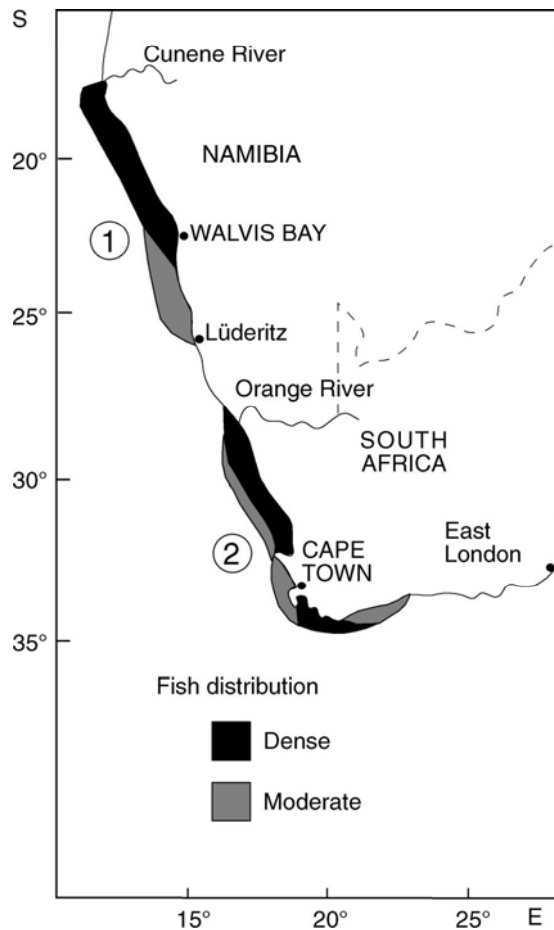 S
Cunene River
20°
NAMIBIA
1
WALVIS BAY
25°
Lüderitz
Orange River
SOUTH
AFRICA
30°
2
CAPE
TOWN
East
London
35°
Fish distribution
Dense
Moderate
15°
20°
25°
E